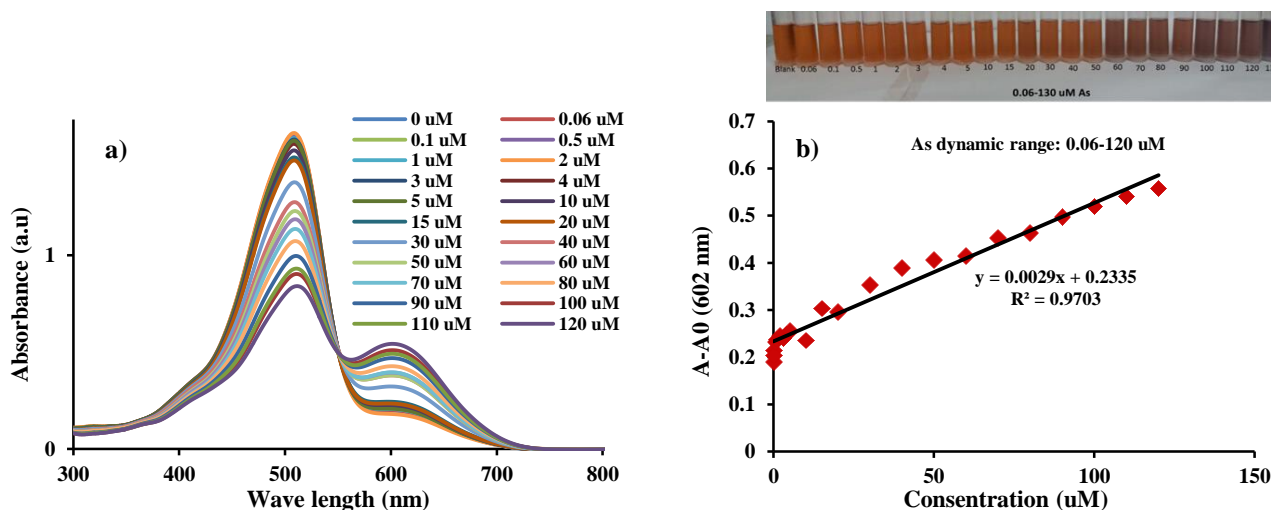 a)
0 uM 0.06 uM
0.1 uM 0.5 uM
1 uM 2 uM
3 uM 4 uM
5 uM 10 uM
15 uM 20 uM
30 uM 40 uM
50 uM 60 uM
70 uM 80 uM
90 uM 100 uM
110 uM 120 uM
Absorbance (a.u)
1
0
300 400 500 600 700 800
Wave length (nm)
Blank 0.06 0.1 0.5 1 2 3 4 5 10 15 20 30 40 50 60 70 80 90 100 110 120
0.06-130 uM As
b)
As dynamic range: 0.06-120 uM
y = 0.0029x + 0.2335
R² = 0.9703
A-A0 (602 nm)
0.7
0.6
0.5
0.4
0.3
0.2
0.1
0
0 50 100 150
Consentration (uM)